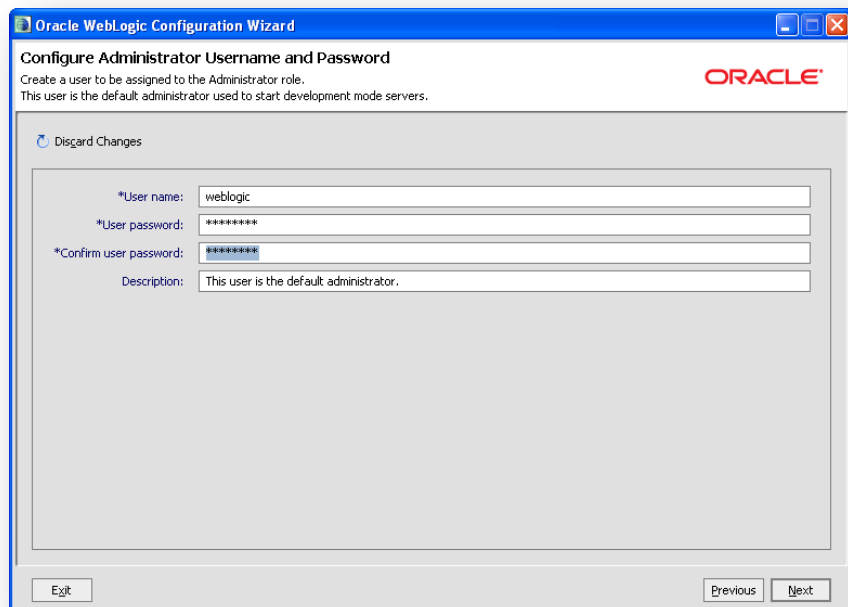 Oracle WebLogic Configuration Wizard
Configure Administrator Username and Password
Create a user to be assigned to the Administrator role.
This user is the default administrator used to start development mode servers.
ORACLE
Discard Changes
*User name: weblogic
*User password: ********
*Confirm user password: ********
Description: This user is the default administrator.
Exit Previous Next